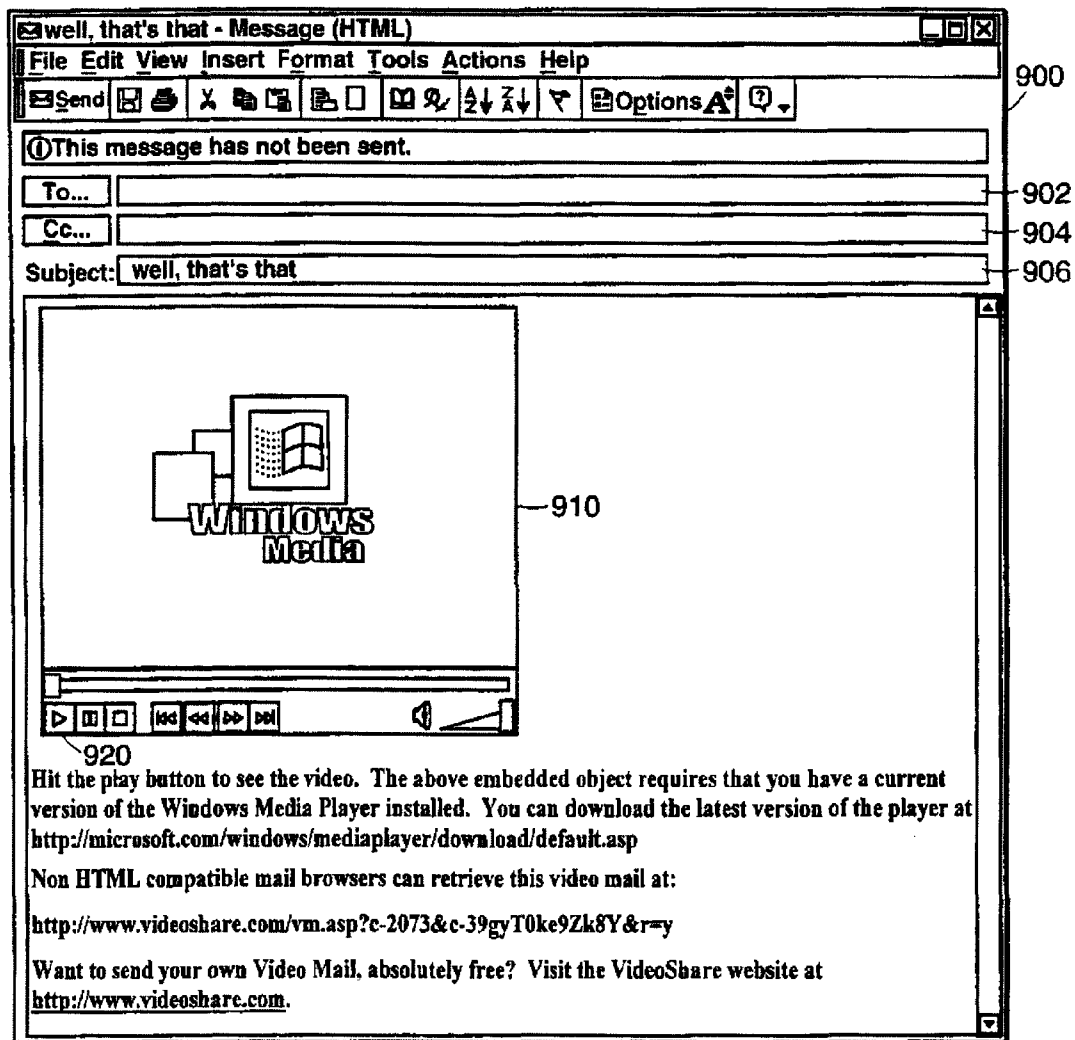 well, that's that - Message (HTML)
File Edit View Insert Format Tools Actions Help
900
Send Options
This message has not been sent.
To... 902
Cc... 904
Subject: well, that's that 906
Windows
Media
910
920
Hit the play button to see the video. The above embedded object requires that you have a current
version of the Windows Media Player installed. You can download the latest version of the player at
http://microsoft.com/windows/mediaplayer/download/default.asp
Non HTML compatible mail browsers can retrieve this video mail at:
http://www.videoshare.com/vm.asp?c-2073&c-39gyT0ke9Zk8Y&r=y
Want to send your own Video Mail, absolutely free? Visit the VideoShare website at
http://www.videoshare.com.